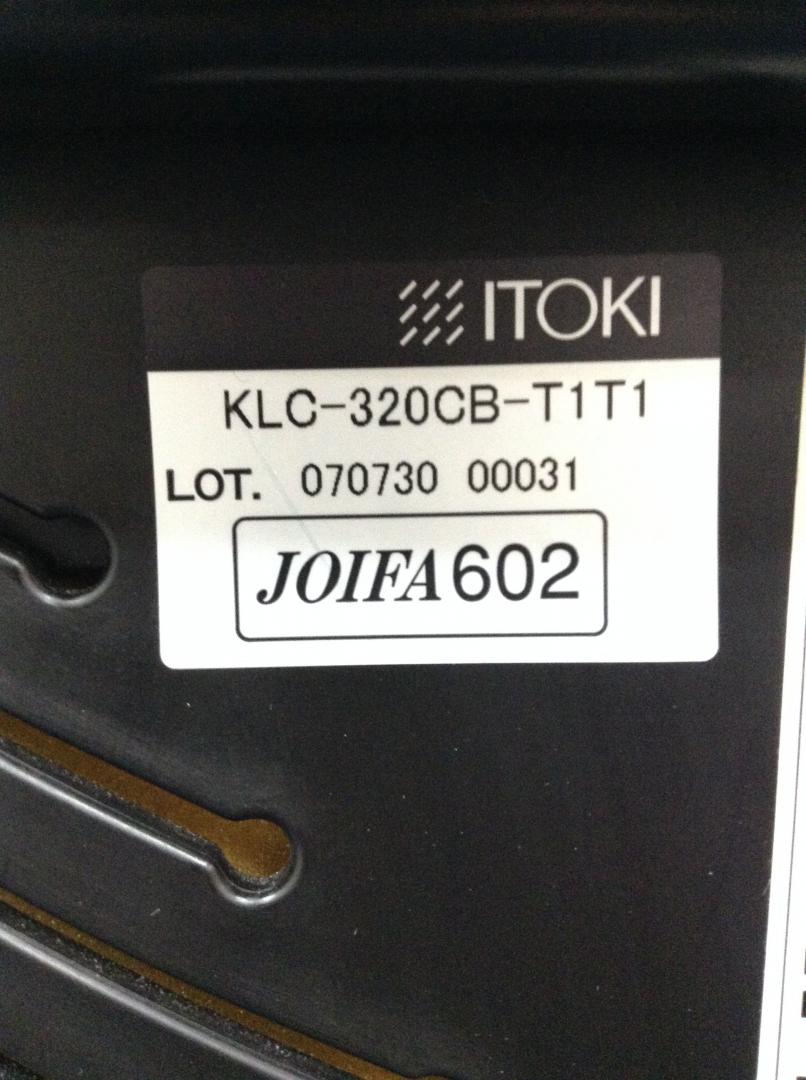 ITOKI
KLC-320CB-T1T1
LOT. 070730 00031
JOIFA602